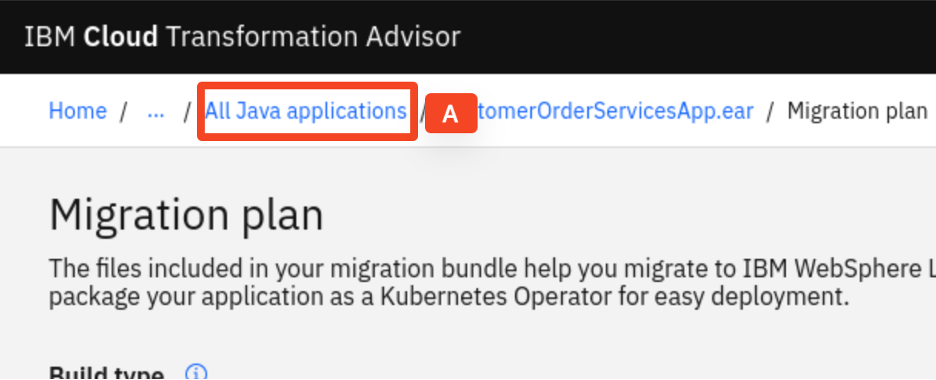 IBM Cloud Transformation Advisor
Home / ... / All Java applications / A tomerOrderServicesApp.ear / Migration plan
Migration plan
The files included in your migration bundle help you migrate to IBM WebSphere L
package your application as a Kubernetes Operator for easy deployment.
Build type